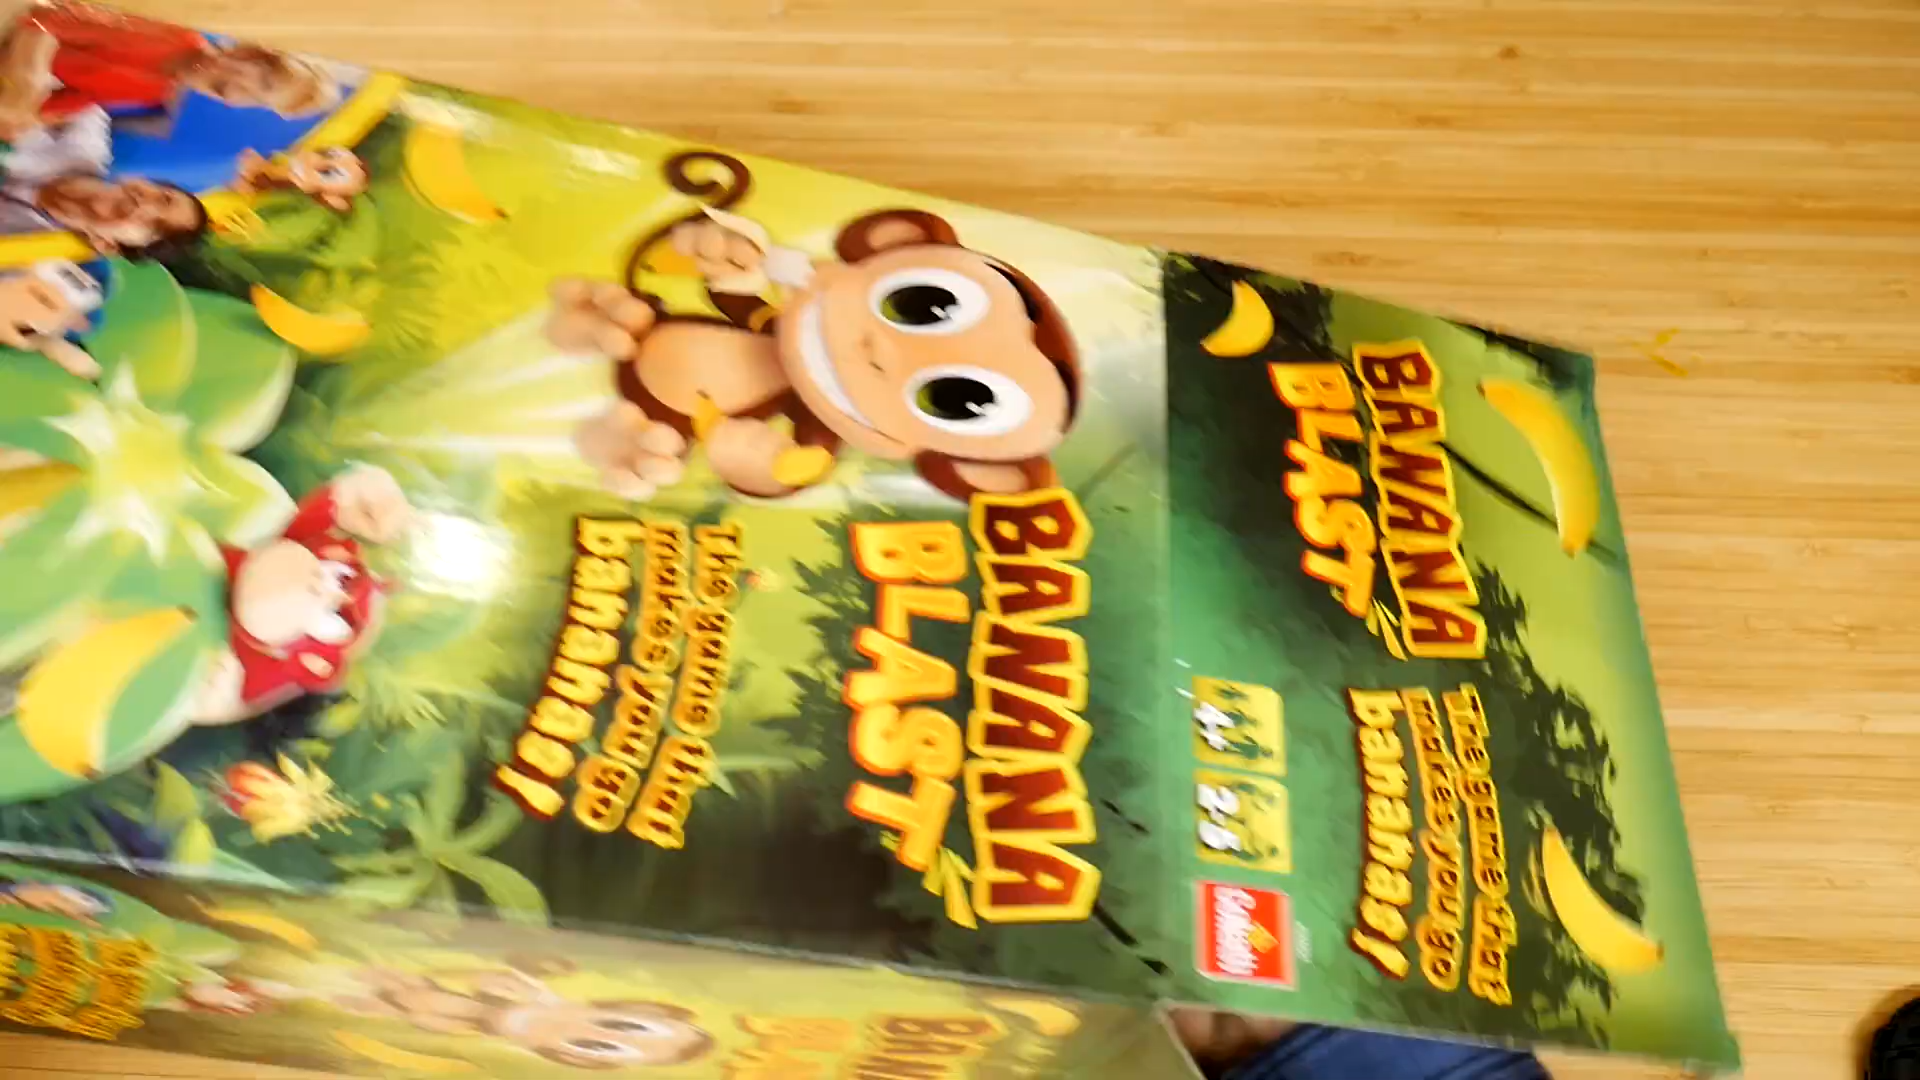 BANANA
BLAST
The game that
makes you go
bananas!
BANANA
BLAST
The game that
makes you go
bananas!
4+
2-6
Goliath